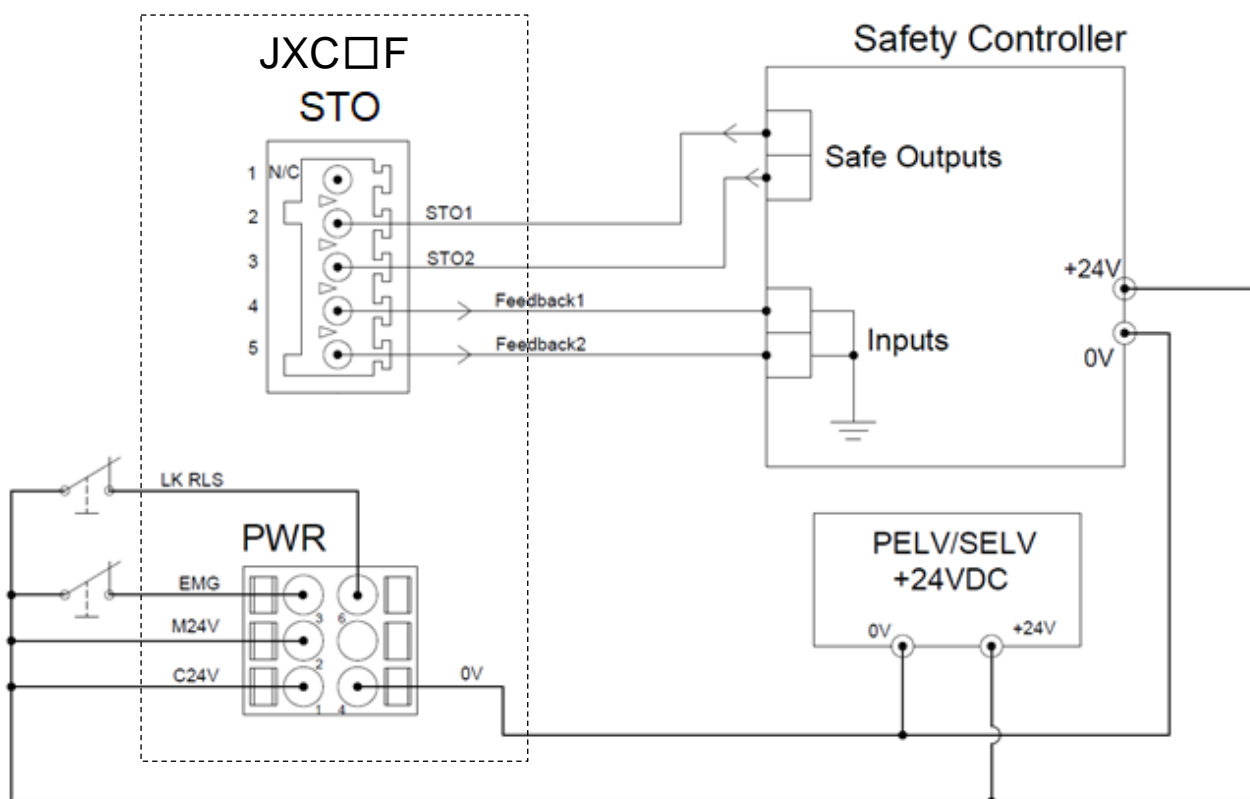 JXC□F
STO
Safety Controller
1 N/C
2
3
4
5
STO1
STO2
Feedback1
Feedback2
Safe Outputs
Inputs
+24V
0V
LK RLS
PWR
EMG
M24V
C24V
3
6
2
1
4
0V
PELV/SELV
+24VDC
0V
+24V